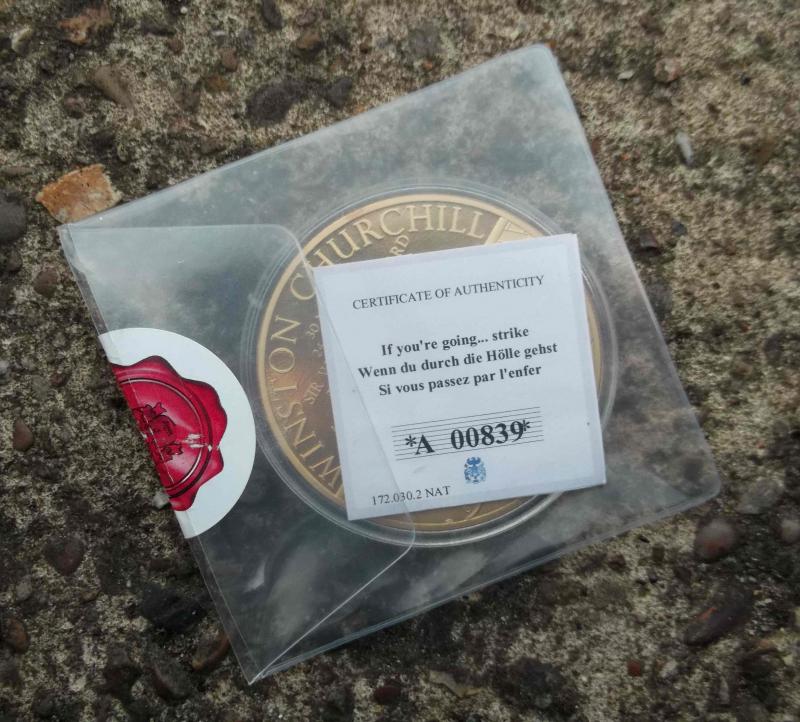 WINSTON CHURCHILL
CERTIFICATE OF AUTHENTICITY
If you're going... strike
Wenn du durch die Hölle gehst
Si vous passez par l'enfer
*A 00839*
172.030.2 NAT